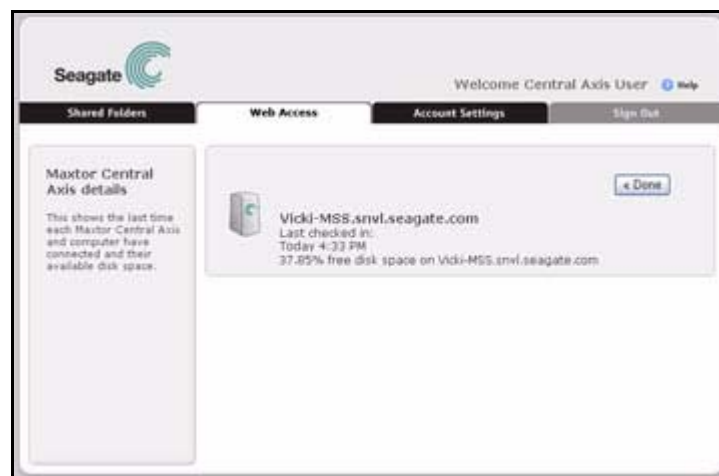 Seagate
Welcome Central Axis User Help
Shared Folders Web Access Account Settings Sign Out
Maxtor Central
Axis details
This shows the last time
each Maxtor Central Axis
and computer have
connected and their
available disk space.
« Done
Vicki-MSS.snvl.seagate.com
Last checked in:
Today 4:33 PM
37.85% free disk space on Vicki-MSS.snvl.seagate.com